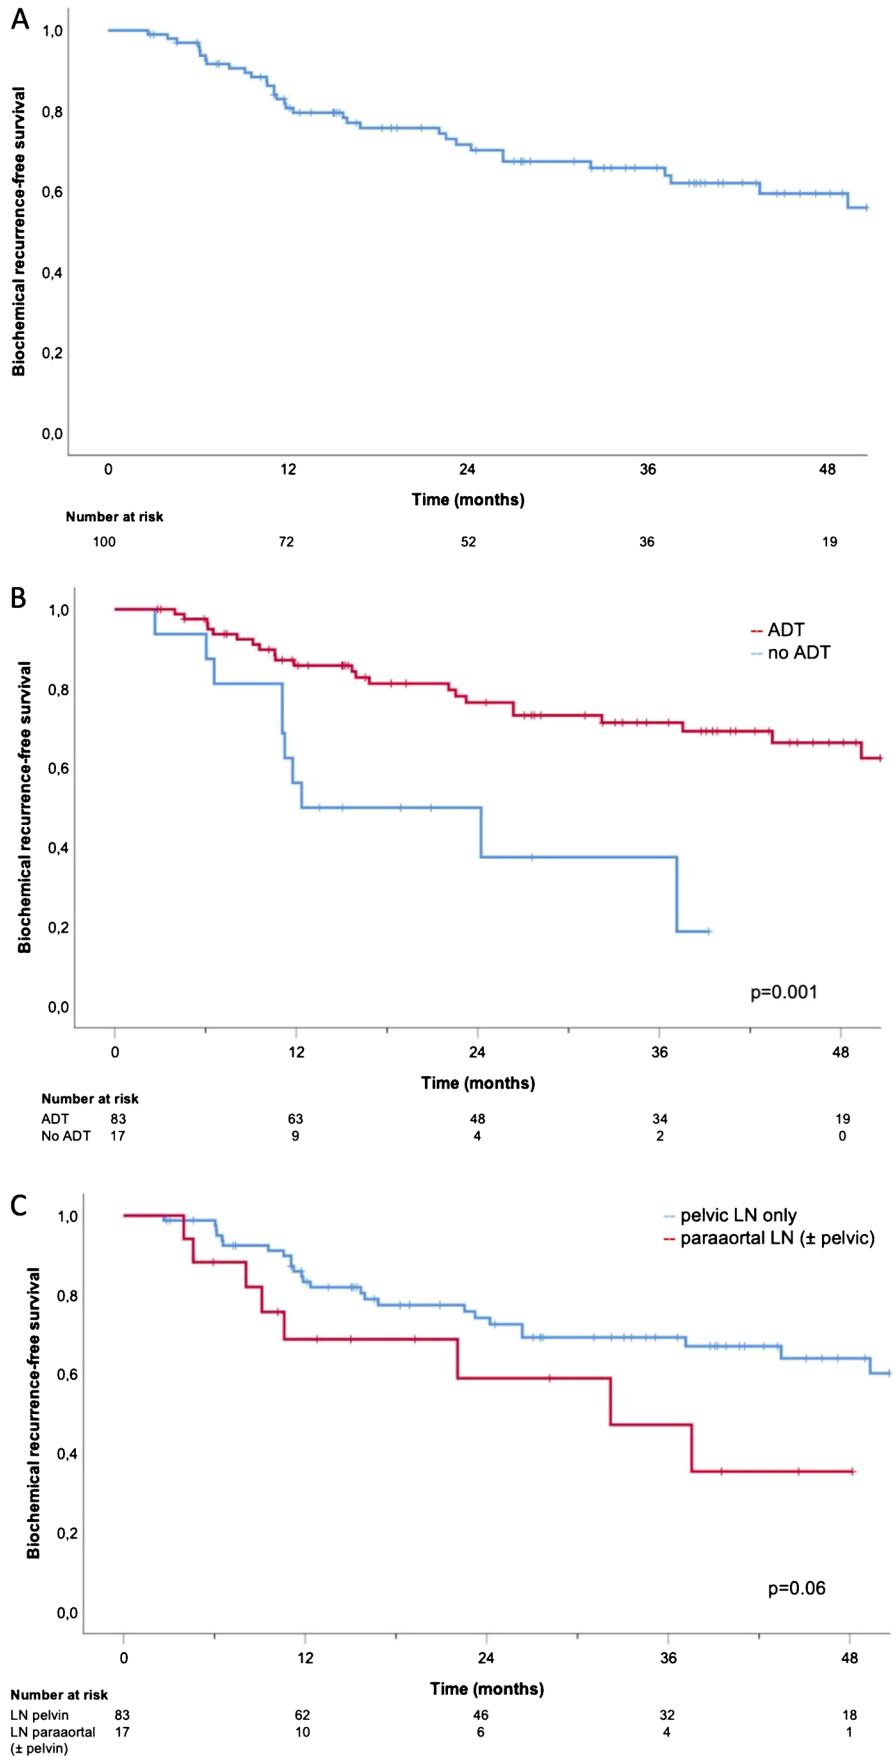 A
Biochemical recurrence-free survival
1,0
0,8
0,6
0,4
0,2
0,0
0 12 24 36 48
Time (months)
Number at risk
100 72 52 36 19
B
Biochemical recurrence-free survival
1,0
0,8
0,6
0,4
0,2
0,0
ADT
no ADT
p=0.001
0 12 24 36 48
Time (months)
Number at risk
ADT 83 63 48 34 19
No ADT 17 9 4 2 0
C
Biochemical recurrence-free survival
1,0
0,8
0,6
0,4
0,2
0,0
pelvic LN only
paraaortal LN (± pelvic)
p=0.06
0 12 24 36 48
Time (months)
Number at risk
LN pelvin 83 62 46 32 18
LN paraaortal 17 10 6 4 1
(± pelvin)